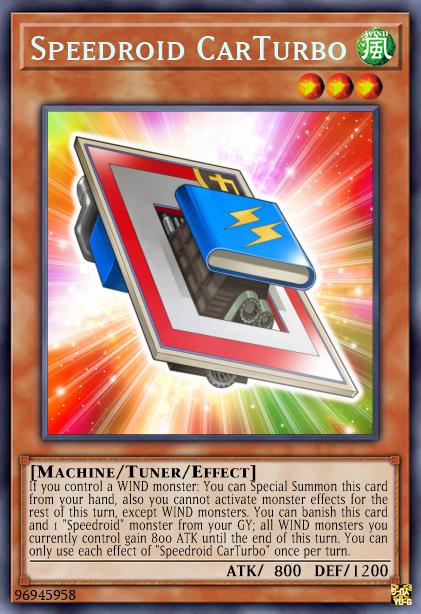 SPEEDROID CARTURBO
WIND
風
[MACHINE/TUNER/EFFECT]
If you control a WIND monster: You can Special Summon this card
from your hand, also you cannot activate monster effects for the
rest of this turn, except WIND monsters. You can banish this card
and 1 "Speedroid" monster from your GY; all WIND monsters you
currently control gain 800 ATK until the end of this turn. You can
only use each effect of "Speedroid CarTurbo" once per turn.
ATK/ 800 DEF/1200
96945958